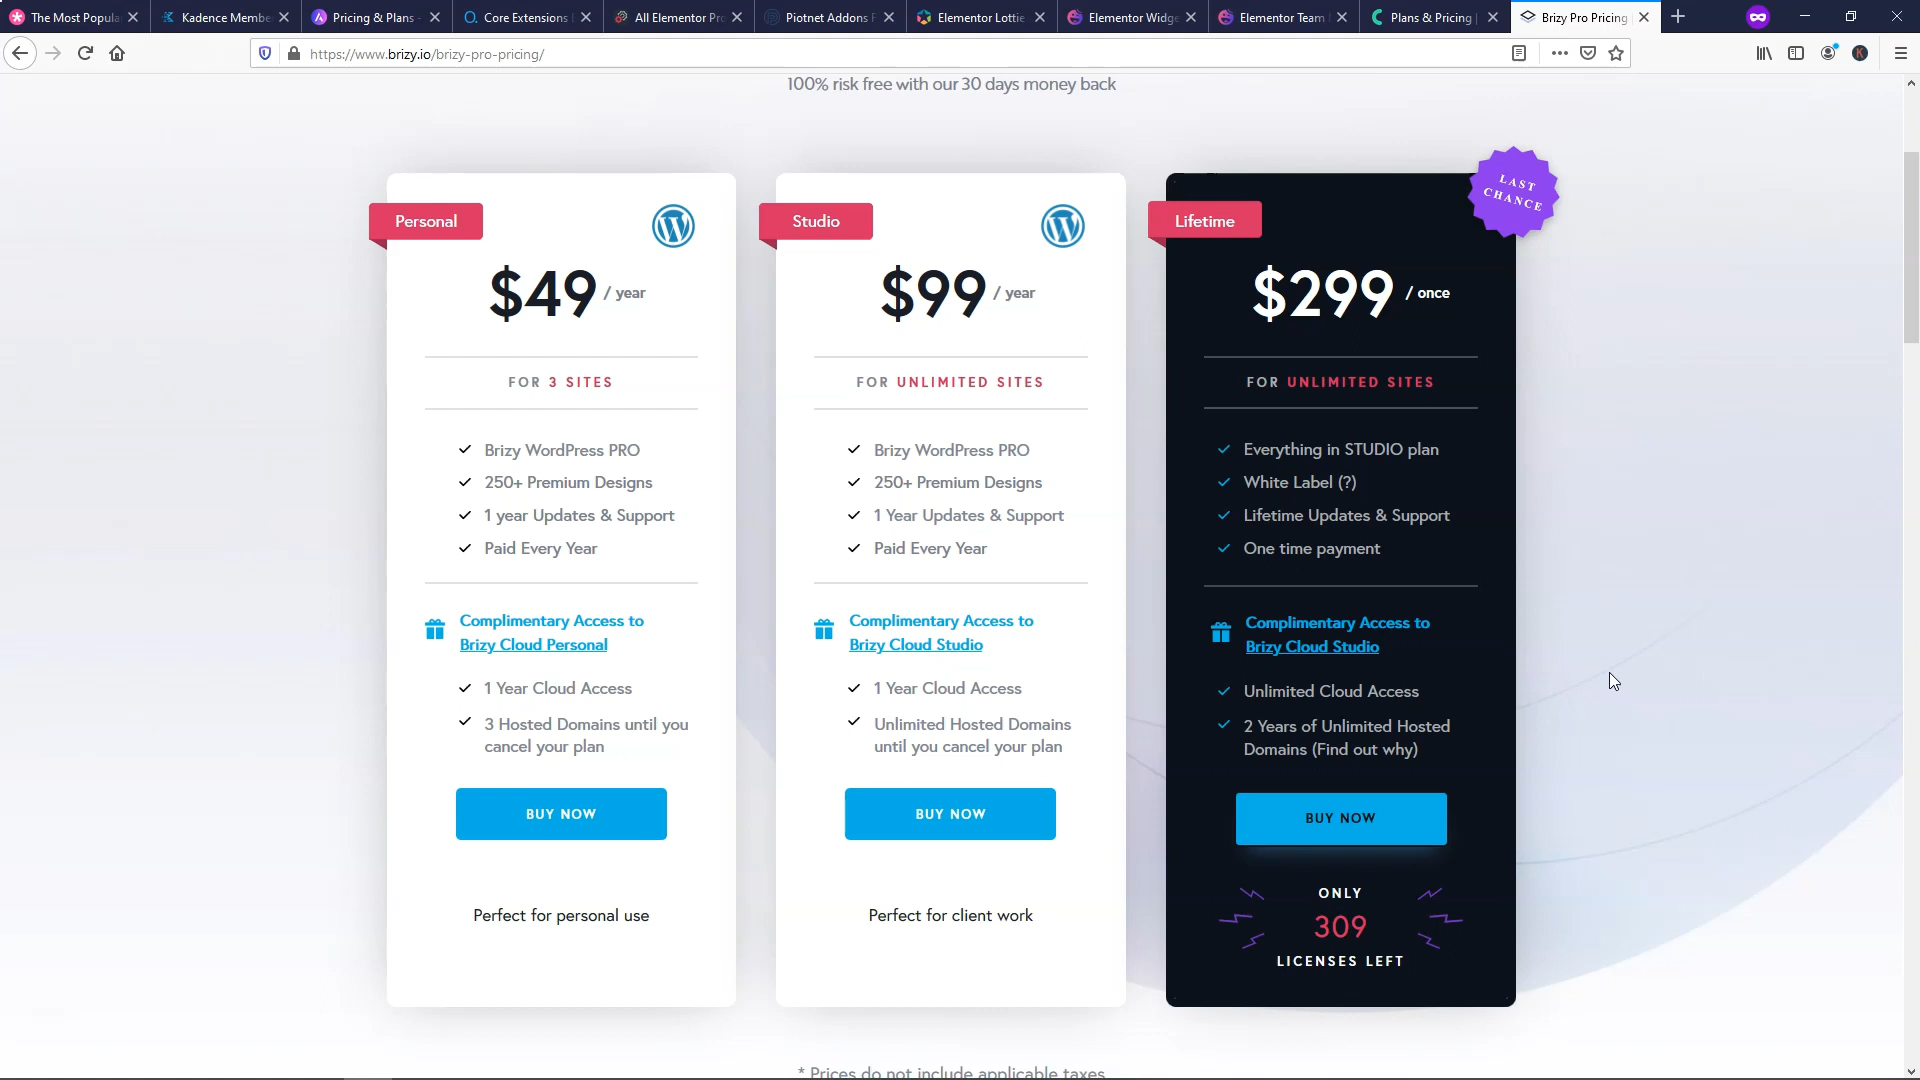 The Most Popula
Kadence Membe
Pricing & Plans -
Core Extensions
All Elementor Pro
Piotnet Addons F
Elementor Lottie
Elementor Widge
Elementor Team
Plans & Pricing
Brizy Pro Pricing
https://www.brizy.io/brizy-pro-pricing/
100% risk free with our 30 days money back
Personal
$49 / year
FOR 3 SITES
Brizy WordPress PRO
250+ Premium Designs
1 year Updates & Support
Paid Every Year
Complimentary Access to
Brizy Cloud Personal
1 Year Cloud Access
3 Hosted Domains until you
cancel your plan
BUY NOW
Perfect for personal use
Studio
$99 / year
FOR UNLIMITED SITES
Brizy WordPress PRO
250+ Premium Designs
1 Year Updates & Support
Paid Every Year
Complimentary Access to
Brizy Cloud Studio
1 Year Cloud Access
Unlimited Hosted Domains
until you cancel your plan
BUY NOW
Perfect for client work
LAST
CHANCE
Lifetime
$299 / once
FOR UNLIMITED SITES
Everything in STUDIO plan
White Label (?)
Lifetime Updates & Support
One time payment
Complimentary Access to
Brizy Cloud Studio
Unlimited Cloud Access
2 Years of Unlimited Hosted
Domains (Find out why)
BUY NOW
ONLY
309
LICENSES LEFT
* Prices do not include applicable taxes